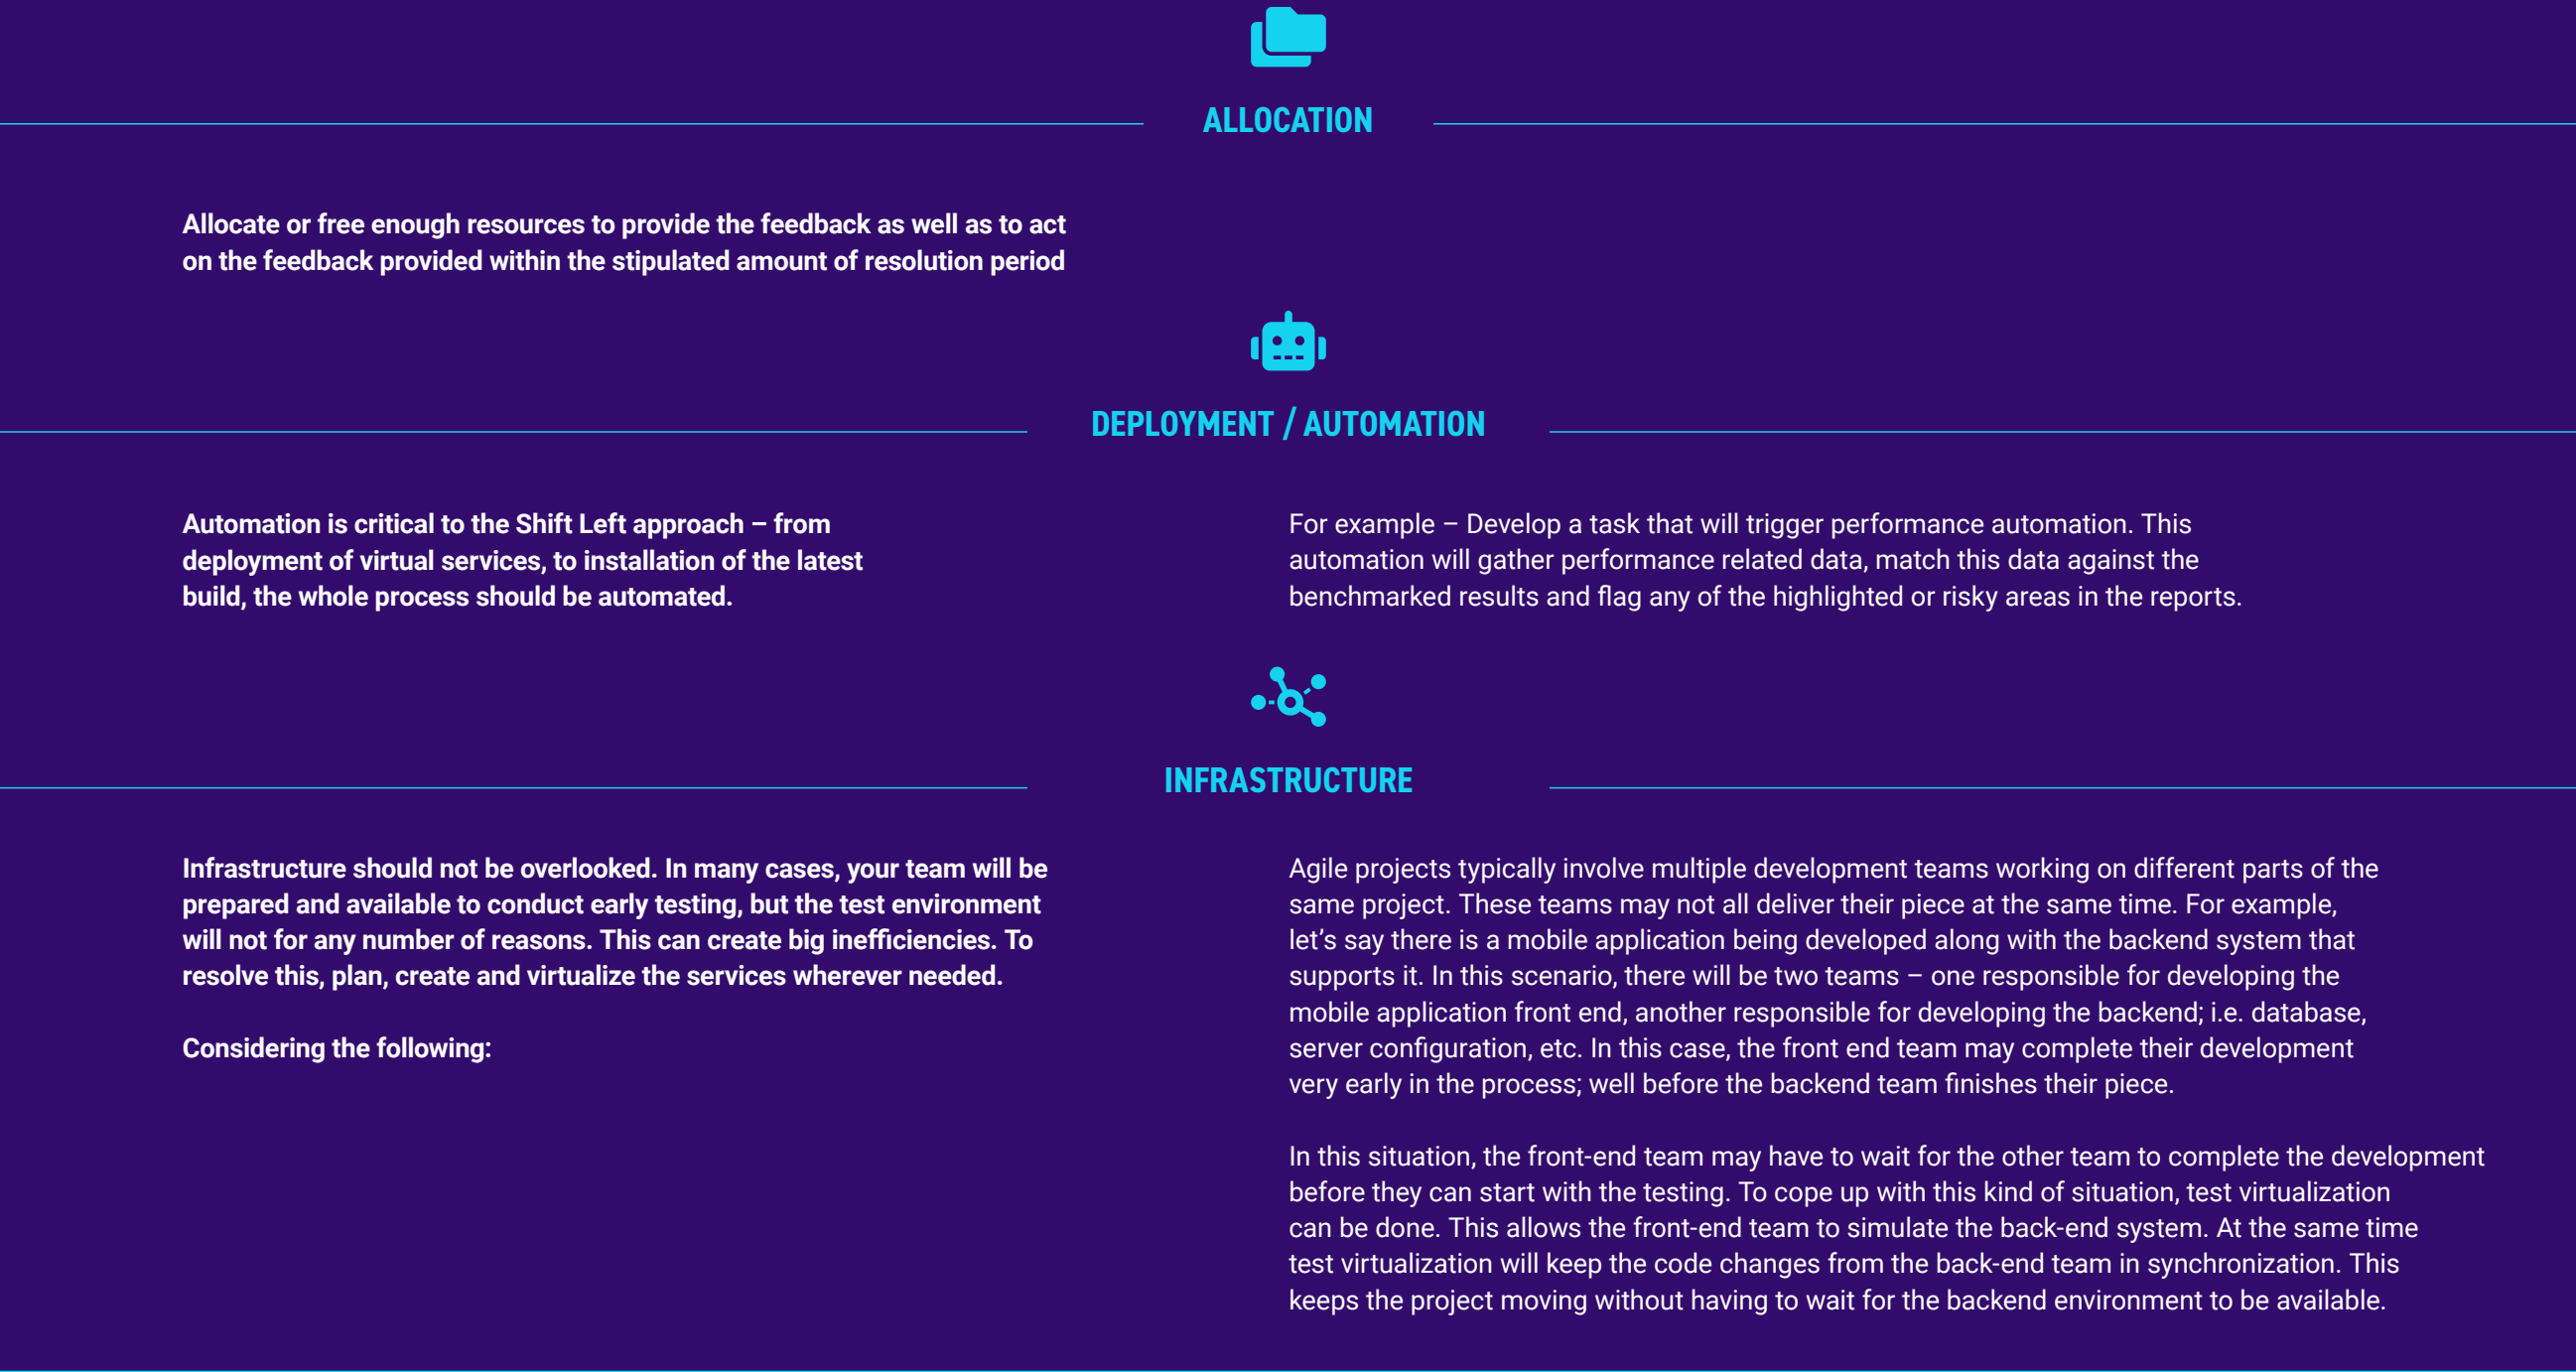 ALLOCATION
Allocate or free enough resources to provide the feedback as well as to act
on the feedback provided within the stipulated amount of resolution period
DEPLOYMENT / AUTOMATION
Automation is critical to the Shift Left approach – from
deployment of virtual services, to installation of the latest
build, the whole process should be automated.
For example – Develop a task that will trigger performance automation. This
automation will gather performance related data, match this data against the
benchmarked results and flag any of the highlighted or risky areas in the reports.
INFRASTRUCTURE
Infrastructure should not be overlooked. In many cases, your team will be
prepared and available to conduct early testing, but the test environment
will not for any number of reasons. This can create big inefficiencies. To
resolve this, plan, create and virtualize the services wherever needed.
Considering the following:
Agile projects typically involve multiple development teams working on different parts of the
same project. These teams may not all deliver their piece at the same time. For example,
let’s say there is a mobile application being developed along with the backend system that
supports it. In this scenario, there will be two teams – one responsible for developing the
mobile application front end, another responsible for developing the backend; i.e. database,
server configuration, etc. In this case, the front end team may complete their development
very early in the process; well before the backend team finishes their piece.
In this situation, the front-end team may have to wait for the other team to complete the development
before they can start with the testing. To cope up with this kind of situation, test virtualization
can be done. This allows the front-end team to simulate the back-end system. At the same time
test virtualization will keep the code changes from the back-end team in synchronization. This
keeps the project moving without having to wait for the backend environment to be available.